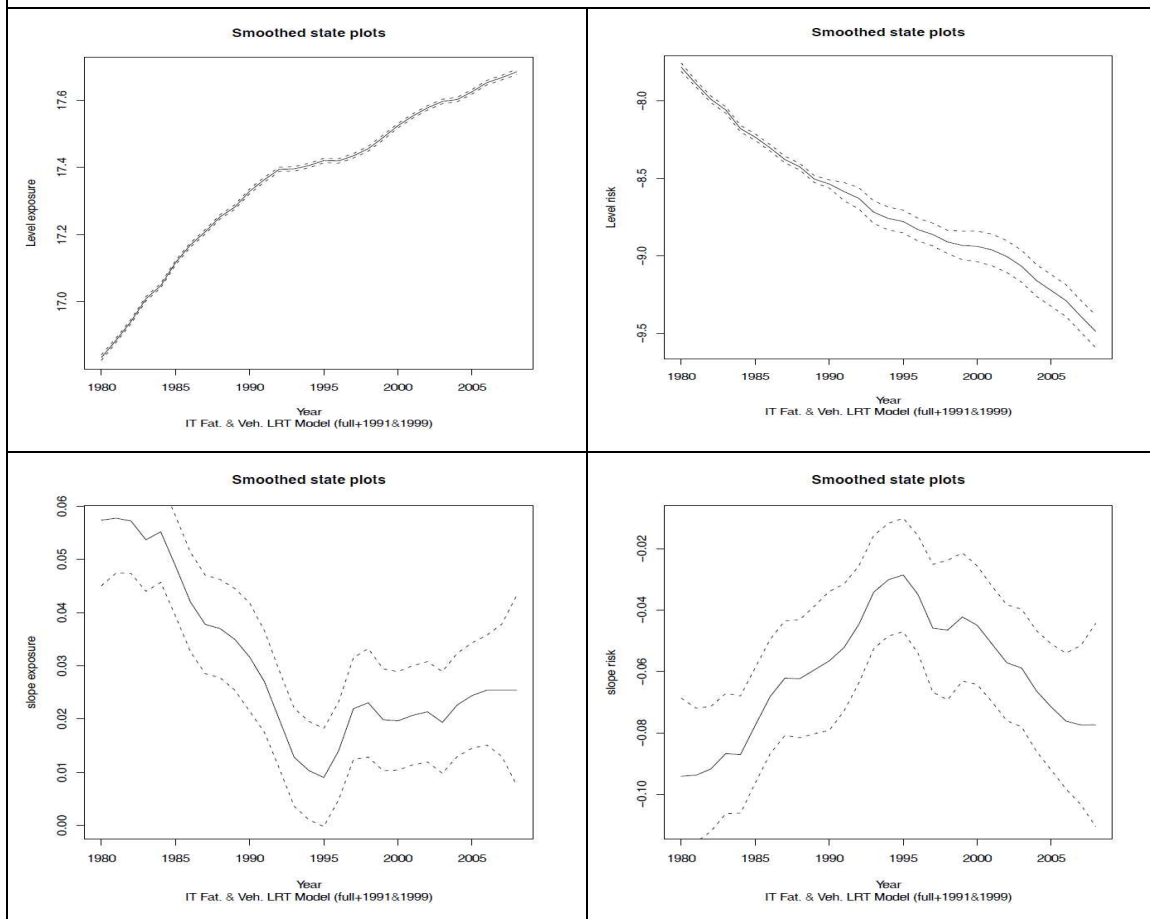 Smoothed state plots
Level exposure
17.6
17.4
17.2
17.0
1980 1985 1990 1995 2000 2005
Year
IT Fat. & Veh. LRT Model (full+1991&1999)
Smoothed state plots
Level risk
-8.0
-8.5
-9.0
-9.5
1980 1985 1990 1995 2000 2005
Year
IT Fat. & Veh. LRT Model (full+1991&1999)
Smoothed state plots
slope exposure
0.06
0.05
0.04
0.03
0.02
0.01
0.00
1980 1985 1990 1995 2000 2005
Year
IT Fat. & Veh. LRT Model (full+1991&1999)
Smoothed state plots
slope risk
-0.02
-0.04
-0.06
-0.08
-0.10
1980 1985 1990 1995 2000 2005
Year
IT Fat. & Veh. LRT Model (full+1991&1999)